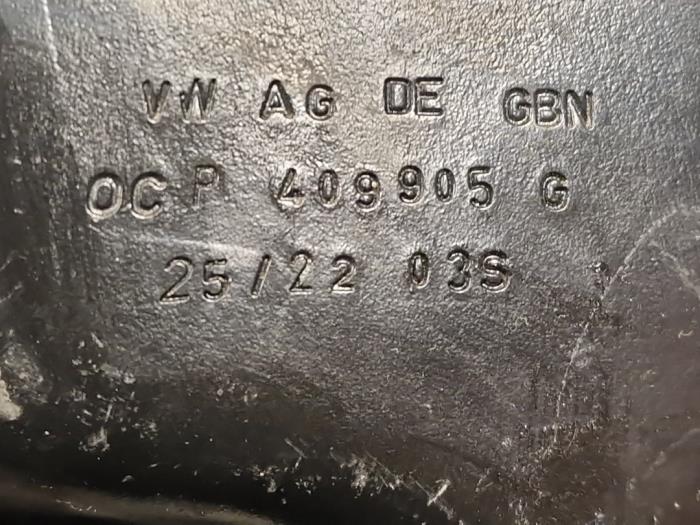 VW AG DE GBN
0CP 409905 G
25/22 03S